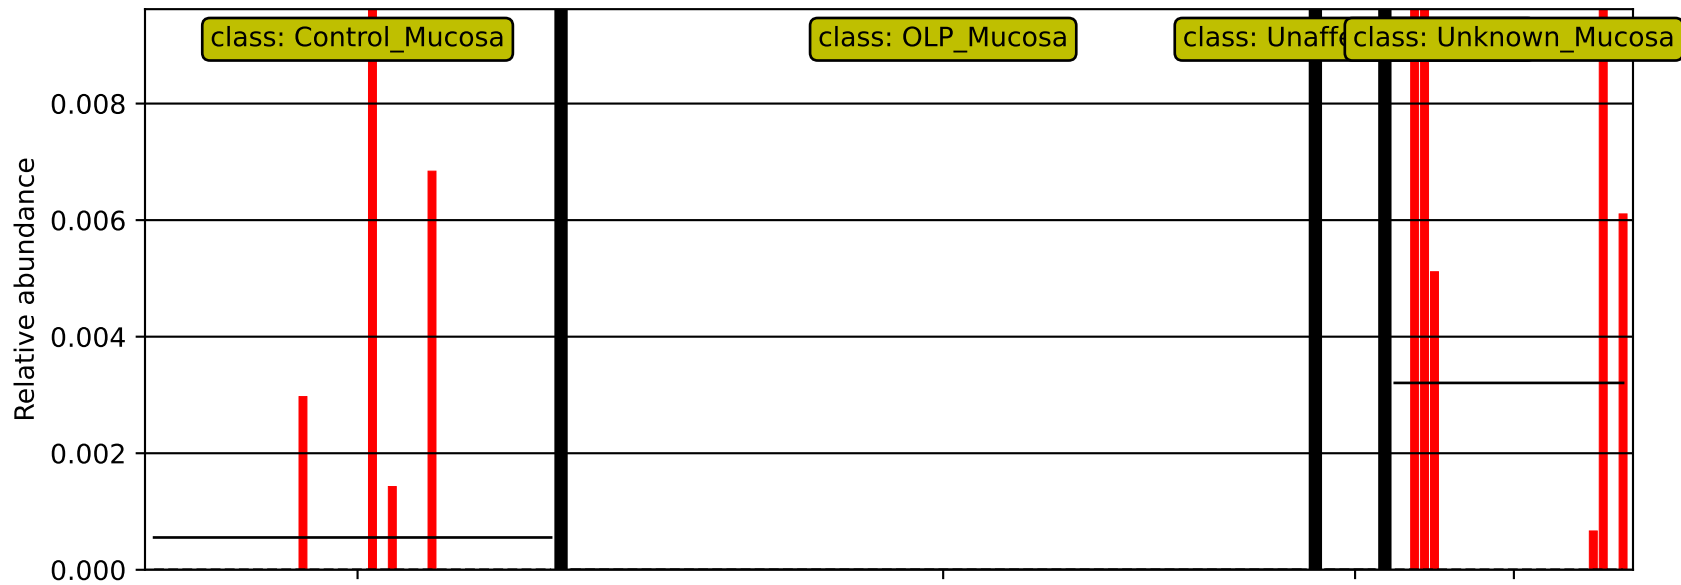 class: Control_Mucosa
class: OLP_Mucosa
class:
class: Unknown_Mucosa
0.008
0.006
0.004
0.002
0.000
Relative abundance